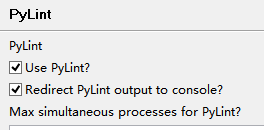 PyLint
PyLint
Use PyLint?
Redirect PyLint output to console?
Max simultaneous processes for PyLint?